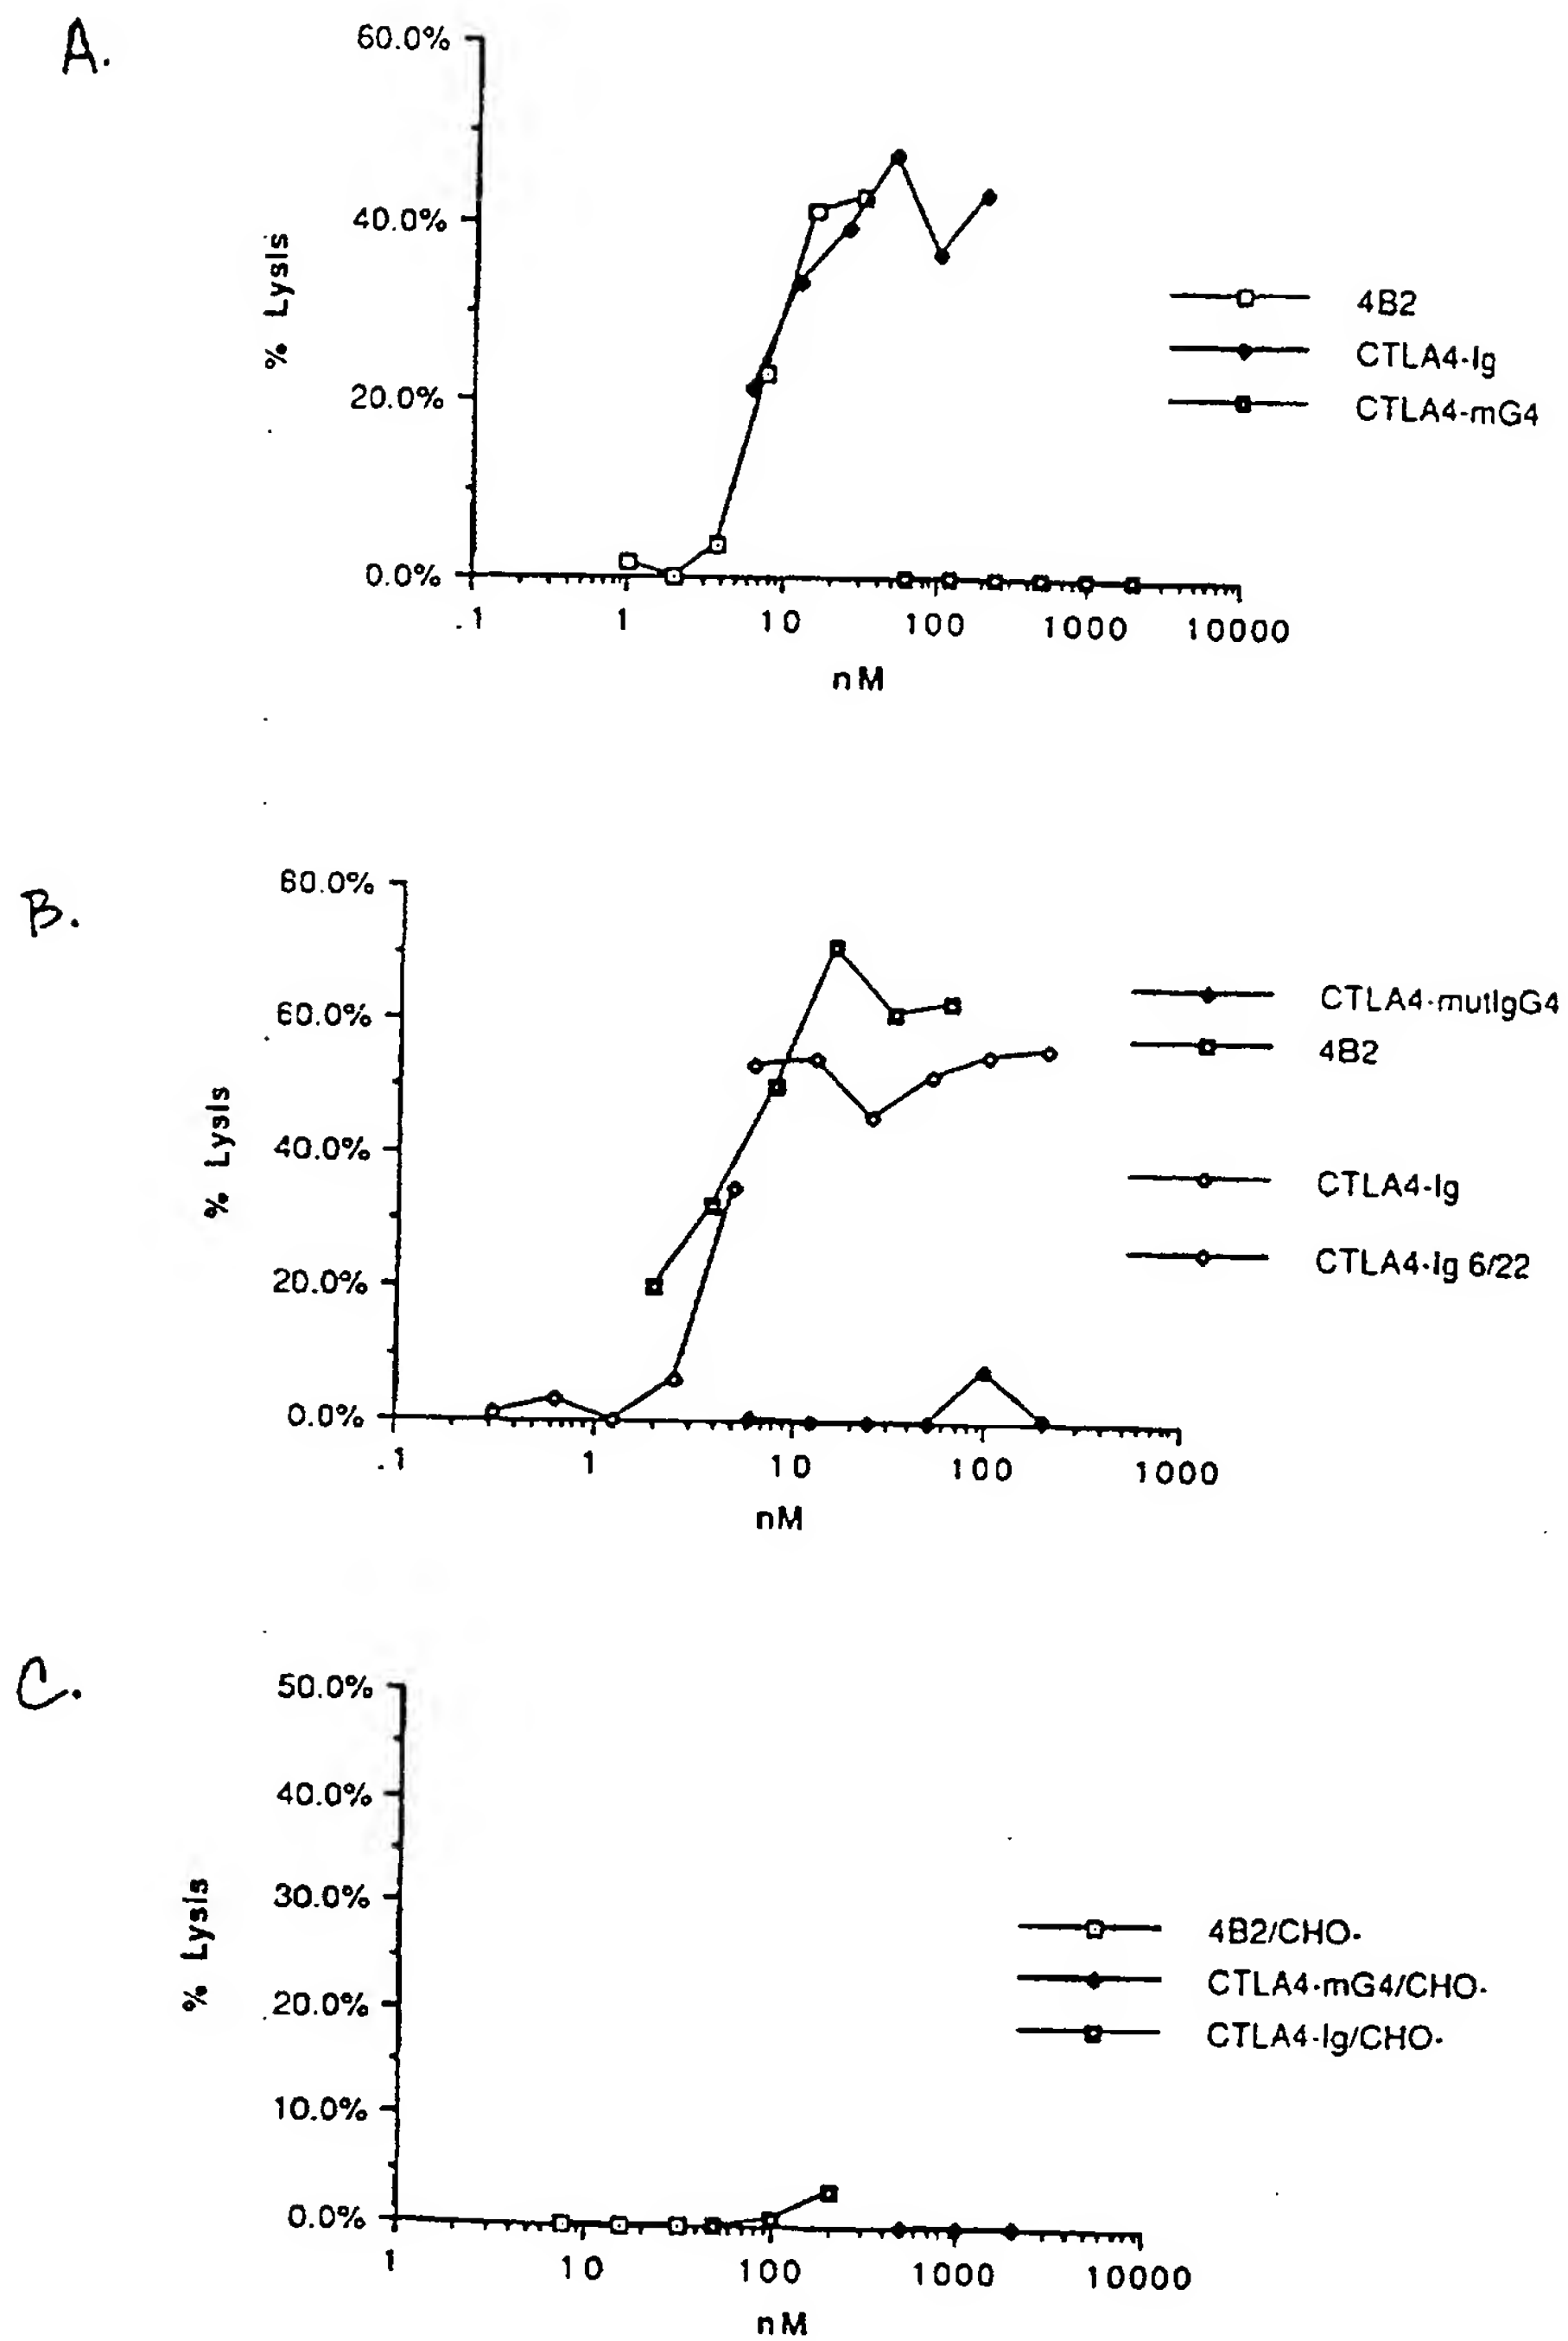 A.
60.0%
40.0%
20.0%
0.0%
% Lysis
.1 1 10 100 1000 10000
nM
4B2
CTLA4-Ig
CTLA4-mG4
B.
80.0%
60.0%
40.0%
20.0%
0.0%
% Lysis
.1 1 10 100 1000
nM
CTLA4-mutIgG4
4B2
CTLA4-Ig
CTLA4-Ig 6/22
C.
50.0%
40.0%
30.0%
20.0%
10.0%
0.0%
% Lysis
1 10 100 1000 10000
nM
4B2/CHO-
CTLA4-mG4/CHO-
CTLA4-Ig/CHO-